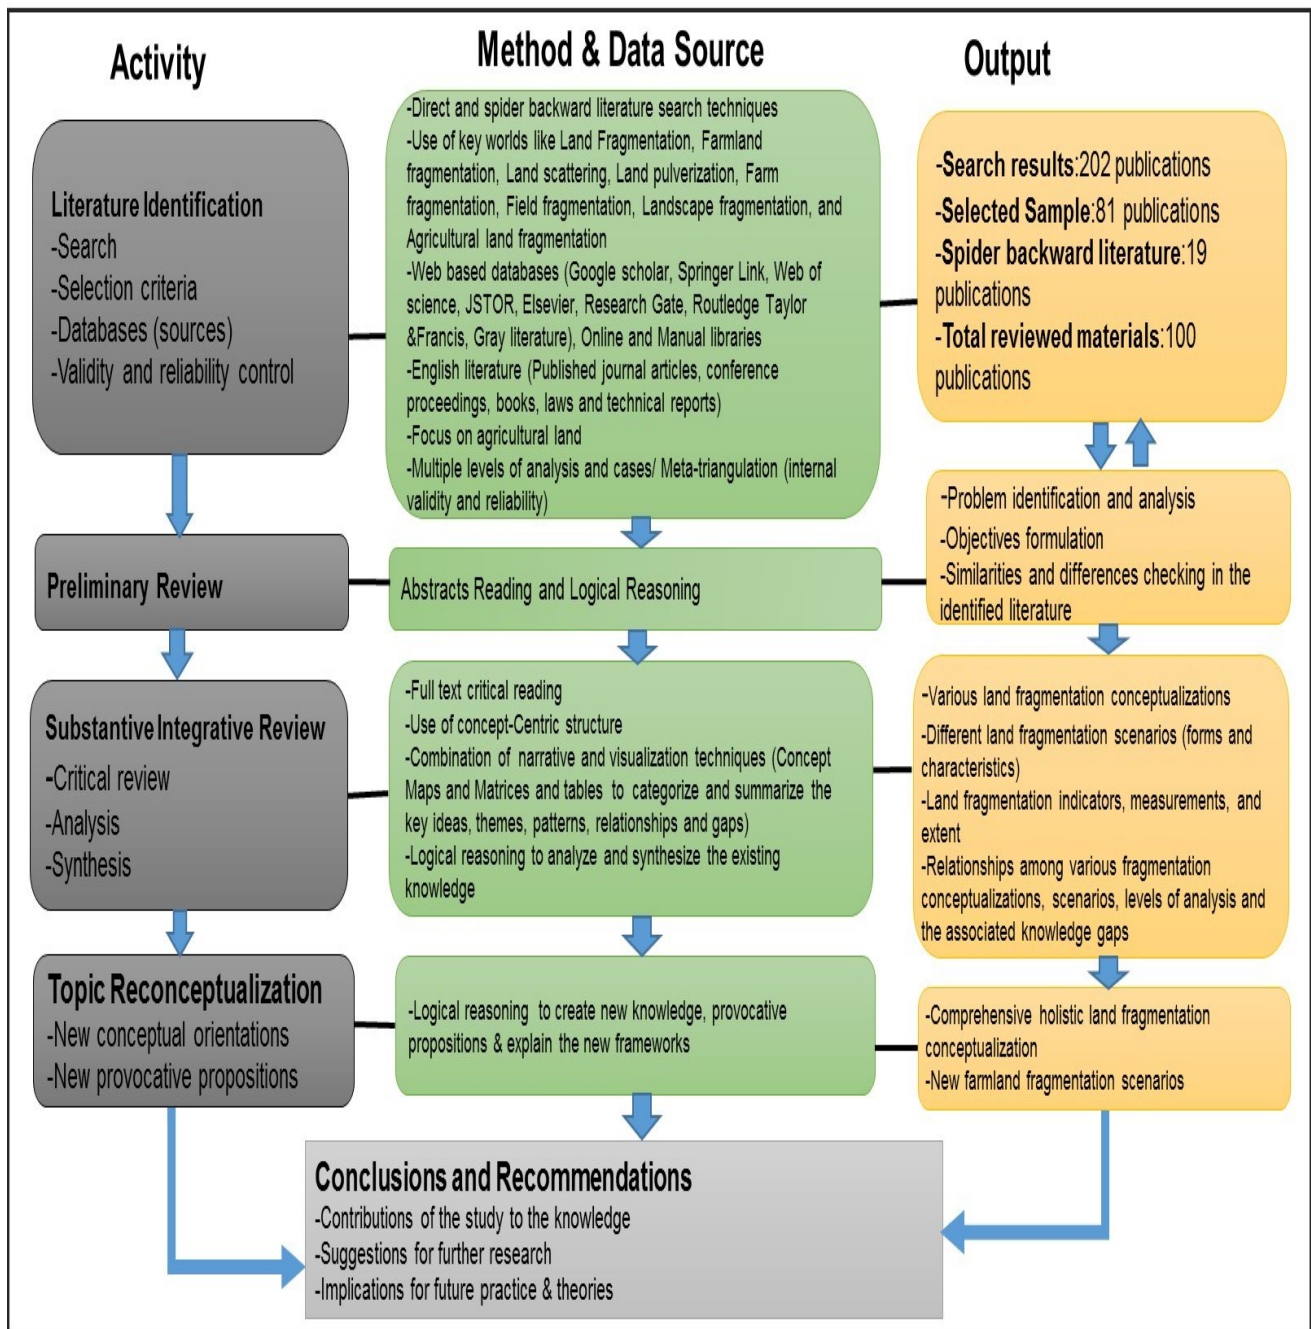 Activity
Method & Data Source
Output
Literature Identification
-Search
-Selection criteria
-Databases (sources)
-Validity and reliability control
-Direct and spider backward literature search techniques
-Use of key worlds like Land Fragmentation, Farmland
fragmentation, Land scattering, Land pulverization, Farm
fragmentation, Field fragmentation, Landscape fragmentation, and
Agricultural land fragmentation
-Web based databases (Google scholar, Springer Link, Web of
science, JSTOR, Elsevier, Research Gate, Routledge Taylor
&Francis, Gray literature), Online and Manual libraries
-English literature (Published journal articles, conference
proceedings, books, laws and technical reports)
-Focus on agricultural land
-Multiple levels of analysis and cases/ Meta-triangulation (internal
validity and reliability)
-Search results:202 publications
-Selected Sample:81 publications
-Spider backward literature:19
publications
-Total reviewed materials:100
publications
Preliminary Review
Abstracts Reading and Logical Reasoning
-Problem identification and analysis
-Objectives formulation
-Similarities and differences checking in the
identified literature
Substantive Integrative Review
-Critical review
-Analysis
-Synthesis
-Full text critical reading
-Use of concept-Centric structure
-Combination of narrative and visualization techniques (Concept
Maps and Matrices and tables to categorize and summarize the
key ideas, themes, patterns, relationships and gaps)
-Logical reasoning to analyze and synthesize the existing
knowledge
-Various land fragmentation conceptualizations
-Different land fragmentation scenarios (forms and
characteristics)
-Land fragmentation indicators, measurements, and
extent
-Relationships among various fragmentation
conceptualizations, scenarios, levels of analysis and
the associated knowledge gaps
Topic Reconceptualization
-New conceptual orientations
-New provocative propositions
-Logical reasoning to create new knowledge, provocative
propositions & explain the new frameworks
-Comprehensive holistic land fragmentation
conceptualization
-New farmland fragmentation scenarios
Conclusions and Recommendations
-Contributions of the study to the knowledge
-Suggestions for further research
-Implications for future practice & theories